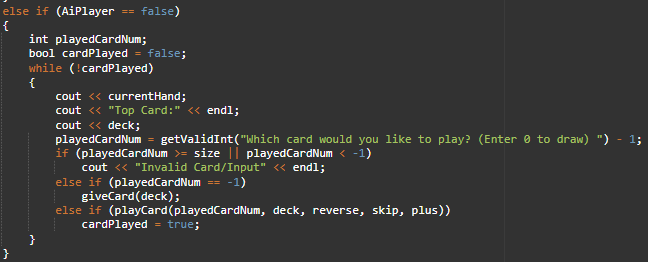 else if (AiPlayer == false)
{
int playedCardNum;
bool cardPlayed = false;
while (!cardPlayed)
{
cout << currentHand;
cout << "Top Card:" << endl;
cout << deck;
playedCardNum = getValidInt("Which card would you like to play? (Enter 0 to draw) ") - 1;
if (playedCardNum >= size || playedCardNum < -1)
cout << "Invalid Card/Input" << endl;
else if (playedCardNum == -1)
giveCard(deck);
else if (playCard(playedCardNum, deck, reverse, skip, plus))
cardPlayed = true;
}
}